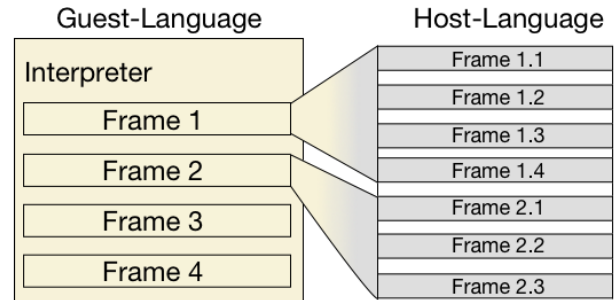 Guest-Language
Interpreter
Frame 1
Frame 2
Frame 3
Frame 4
Host-Language
Frame 1.1
Frame 1.2
Frame 1.3
Frame 1.4
Frame 2.1
Frame 2.2
Frame 2.3